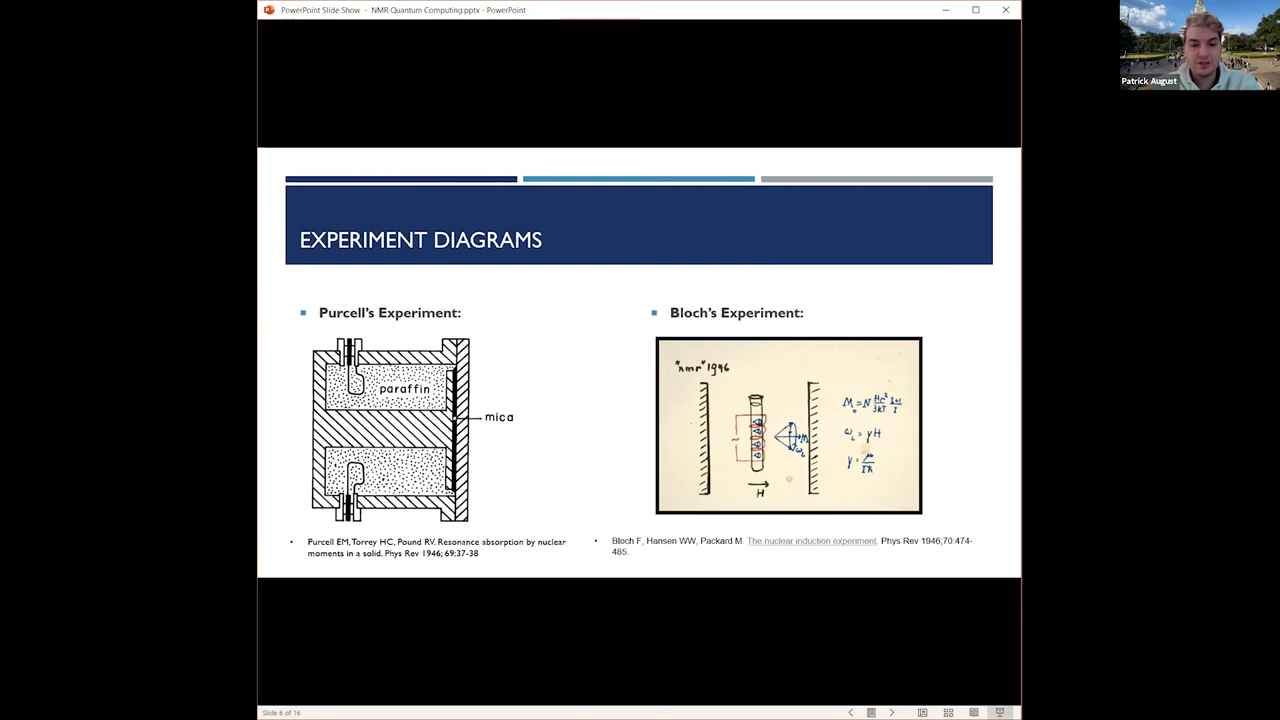 PowerPoint Slide Show - NMR Quantum Computing.pptx - PowerPoint
Patrick August
EXPERIMENT DIAGRAMS
Purcell's Experiment:
paraffin
mica
Purcell EM, Torrey HC, Pound RV. Resonance absorption by nuclear
moments in a solid. Phys Rev 1946; 69:37-38
Bloch's Experiment:
"nmr" 1946
H
M
ω_L
ω_L = γH
Bloch F, Hansen WW, Packard M. The nuclear induction experiment. Phys Rev 1946;70:474-
485.
Slide 6 of 16